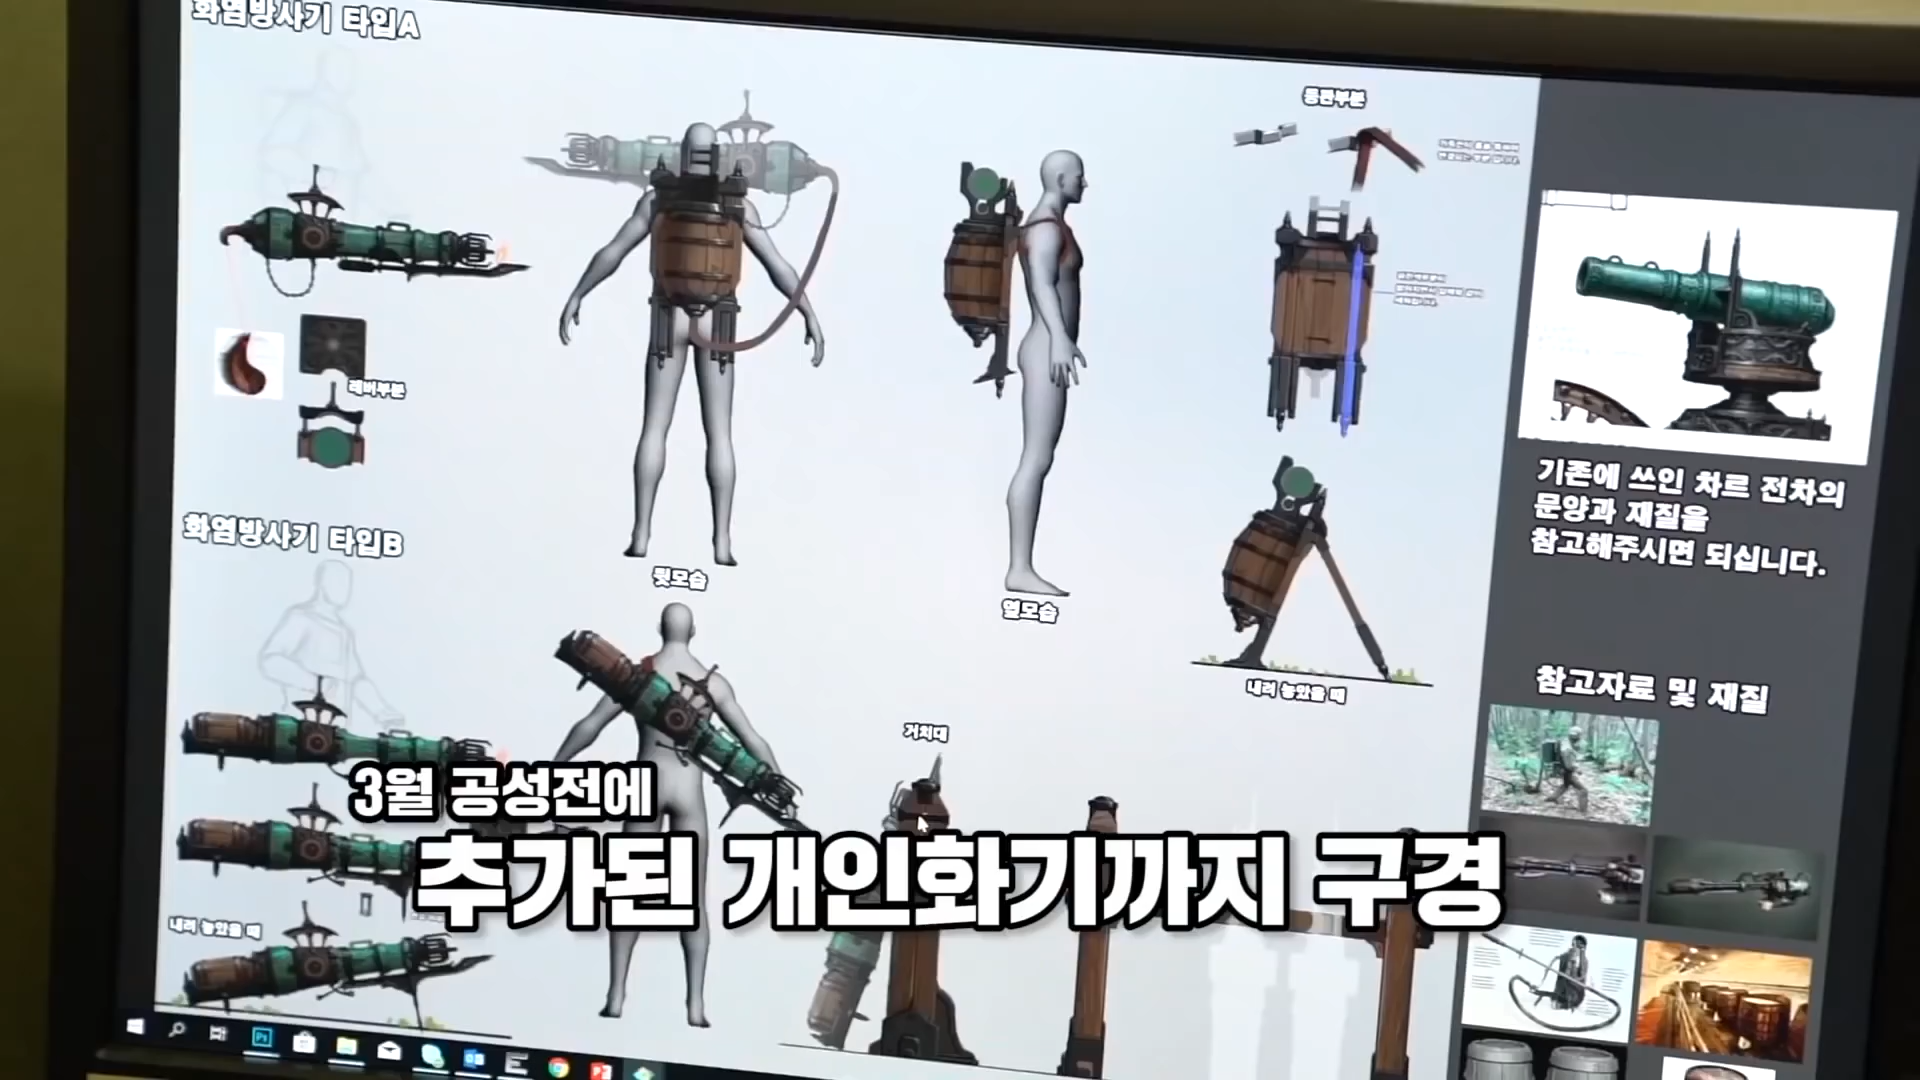 화염방사기 타입A
등판부분
레버부분
화염방사기 타입B
뒷모습
옆모습
내려 놓았을 때
거치대
내려 놓았을 때
기존에 쓰인 차르 전차의
문양과 재질을
참고해주시면 되십니다.
참고자료 및 재질
3월 공성전에
추가된 개인화기까지 구경